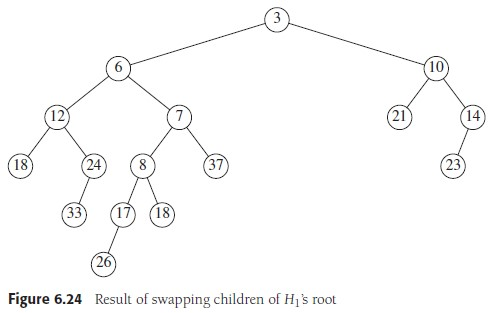 3
6 10
12 7 21 14
18 24 8 37 23
33 17 18
26
Figure 6.24 Result of swapping children of H1's root